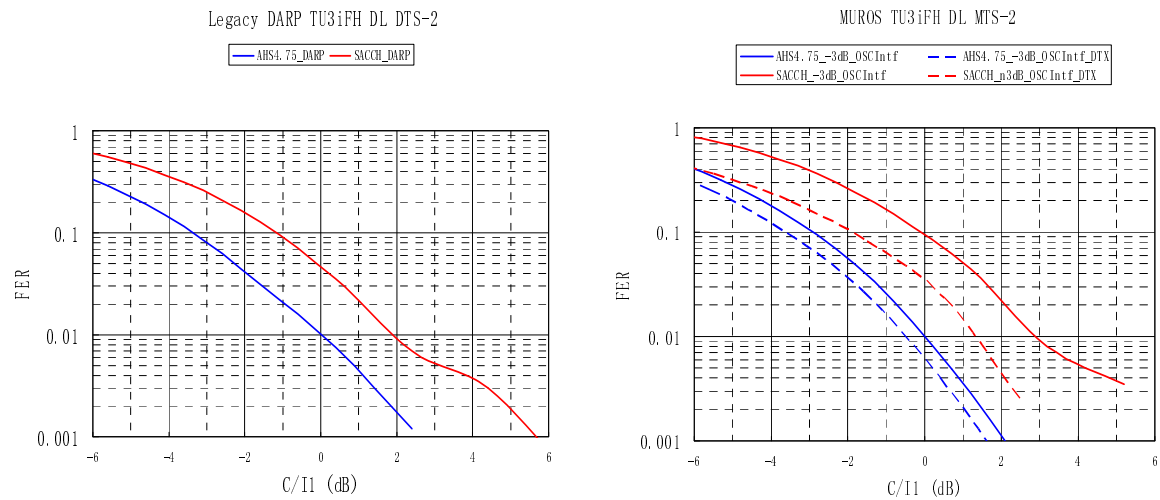 Legacy DARP TU3iFH DL DTS-2
AHS4.75_DARP SACCH_DARP
1
0.1
0.01
0.001
FER
-6 -4 -2 0 2 4 6
C/I1 (dB)
MUROS TU3iFH DL MTS-2
AHS4.75_-3dB_OSCIntf AHS4.75_-3dB_OSCIntf_DTX
SACCH_-3dB_OSCIntf SACCH_n3dB_OSCIntf_DTX
1
0.1
0.01
0.001
FER
-6 -4 -2 0 2 4 6
C/I1 (dB)